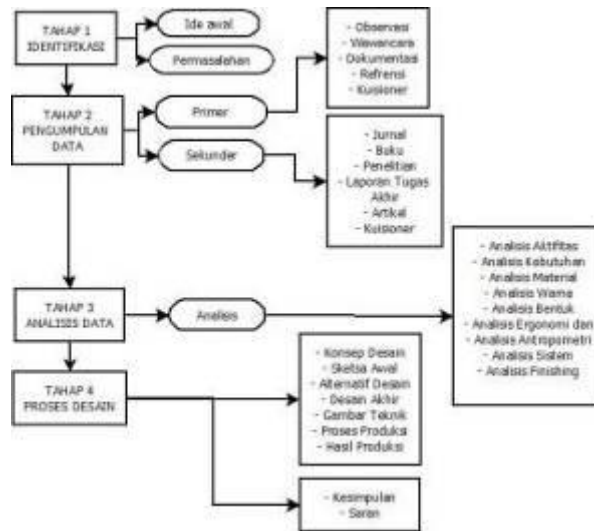 TAHAP 1
IDENTIFIKASI
Ide awal
Permasalahan
- Observasi
- Wawancara
- Dokumentasi
- Refrensi
- Kuisioner
TAHAP 2
PENGUMPULAN
DATA
Primer
Sekunder
- Jurnal
- Buku
- Penelitian
- Laporan Tugas
Akhir
- Artikel
- Kuisioner
TAHAP 3
ANALISIS DATA
Analisis
- Analisis Aktifitas
- Analisis Kebutuhan
- Analisis Material
- Analisis Warna
- Analisis Bentuk
- Analisis Ergonomi dan
- Analisis Antropometri
- Analisis Sistem
- Analisis Finishing
TAHAP 4
PROSES DESAIN
- Konsep Desain
- Sketsa Awal
- Alternatif Desain
- Desain Akhir
- Gambar Teknik
- Proses Produksi
- Hasil Produksi
- Kesimpulan
- Saran